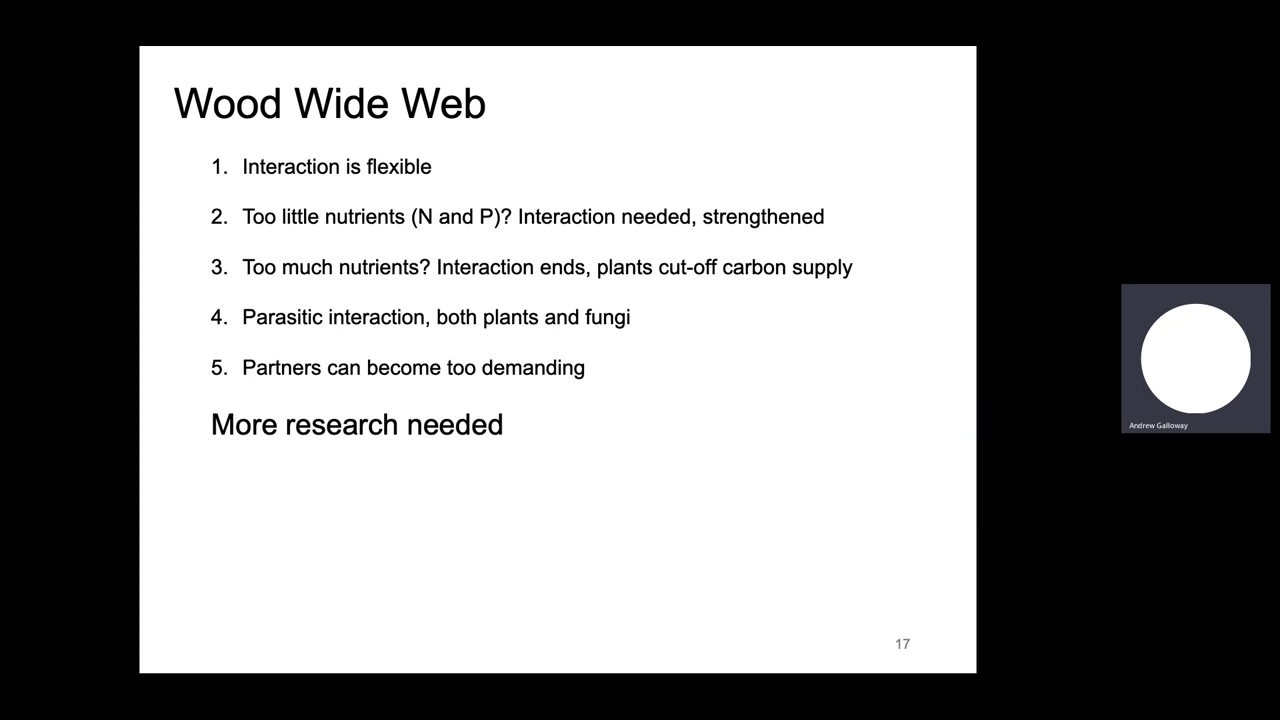 Wood Wide Web
1. Interaction is flexible
2. Too little nutrients (N and P)? Interaction needed, strengthened
3. Too much nutrients? Interaction ends, plants cut-off carbon supply
4. Parasitic interaction, both plants and fungi
5. Partners can become too demanding
More research needed
17
Andrew Galloway